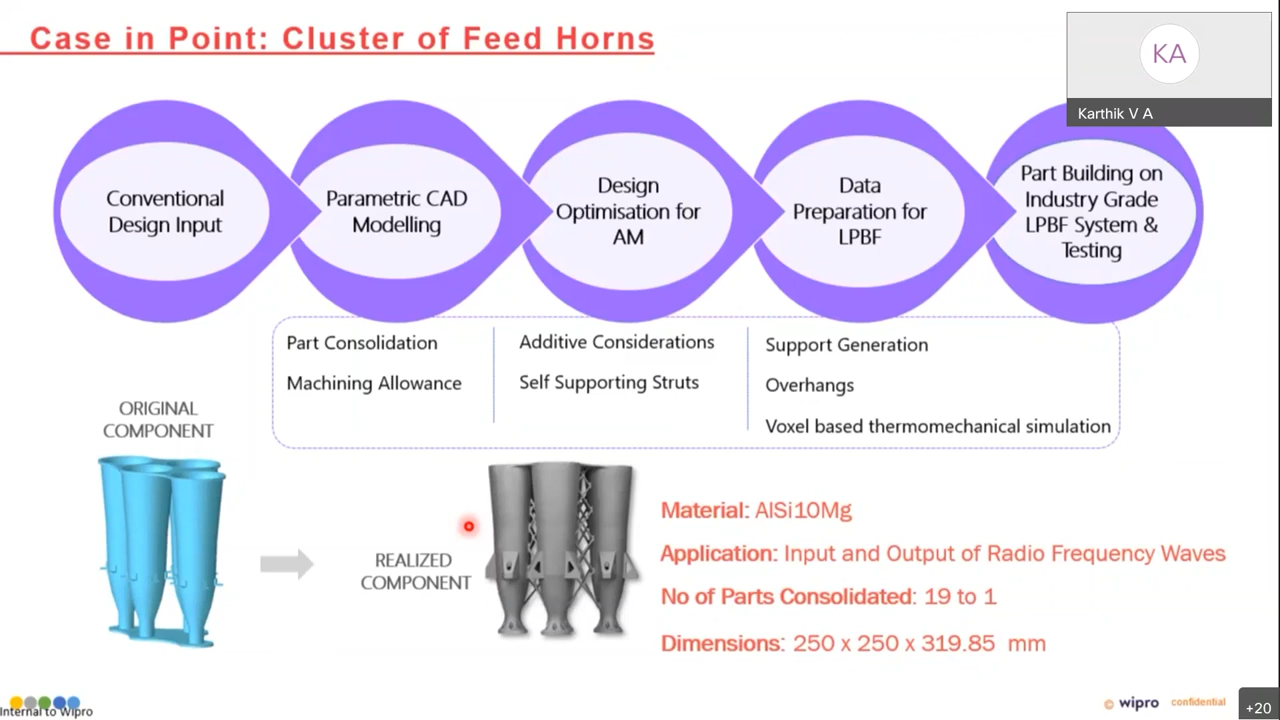 Case in Point: Cluster of Feed Horns
KA
Karthik V A
Conventional
Design Input
Parametric CAD
Modelling
Design
Optimisation for
AM
Data
Preparation for
LPBF
Part Building on
Industry Grade
LPBF System &
Testing
Part Consolidation
Machining Allowance
Additive Considerations
Self Supporting Struts
Support Generation
Overhangs
Voxel based thermomechanical simulation
ORIGINAL
COMPONENT
REALIZED
COMPONENT
Material: AlSi10Mg
Application: Input and Output of Radio Frequency Waves
No of Parts Consolidated: 19 to 1
Dimensions: 250 x 250 x 319.85 mm
Internal to Wipro
© wipro confidential
+20